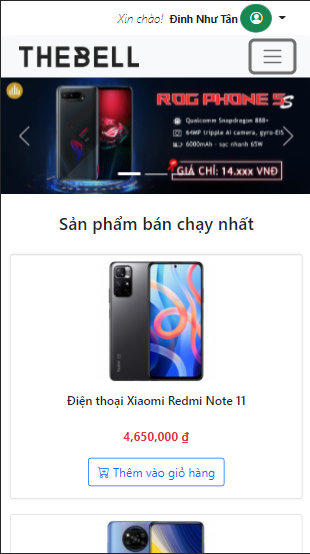 Xin chào! Đinh Như Tân
THEBELL
ROG PHONE 5S
Qualcomm Snapdragon 888+
64MP tripple AI camera, gyro-EIS
6000mAh - sạc nhanh 65W
GIÁ CHỈ: 14.xxx VNĐ
Sản phẩm bán chạy nhất
Điện thoại Xiaomi Redmi Note 11
4,650,000 ₫
Thêm vào giỏ hàng